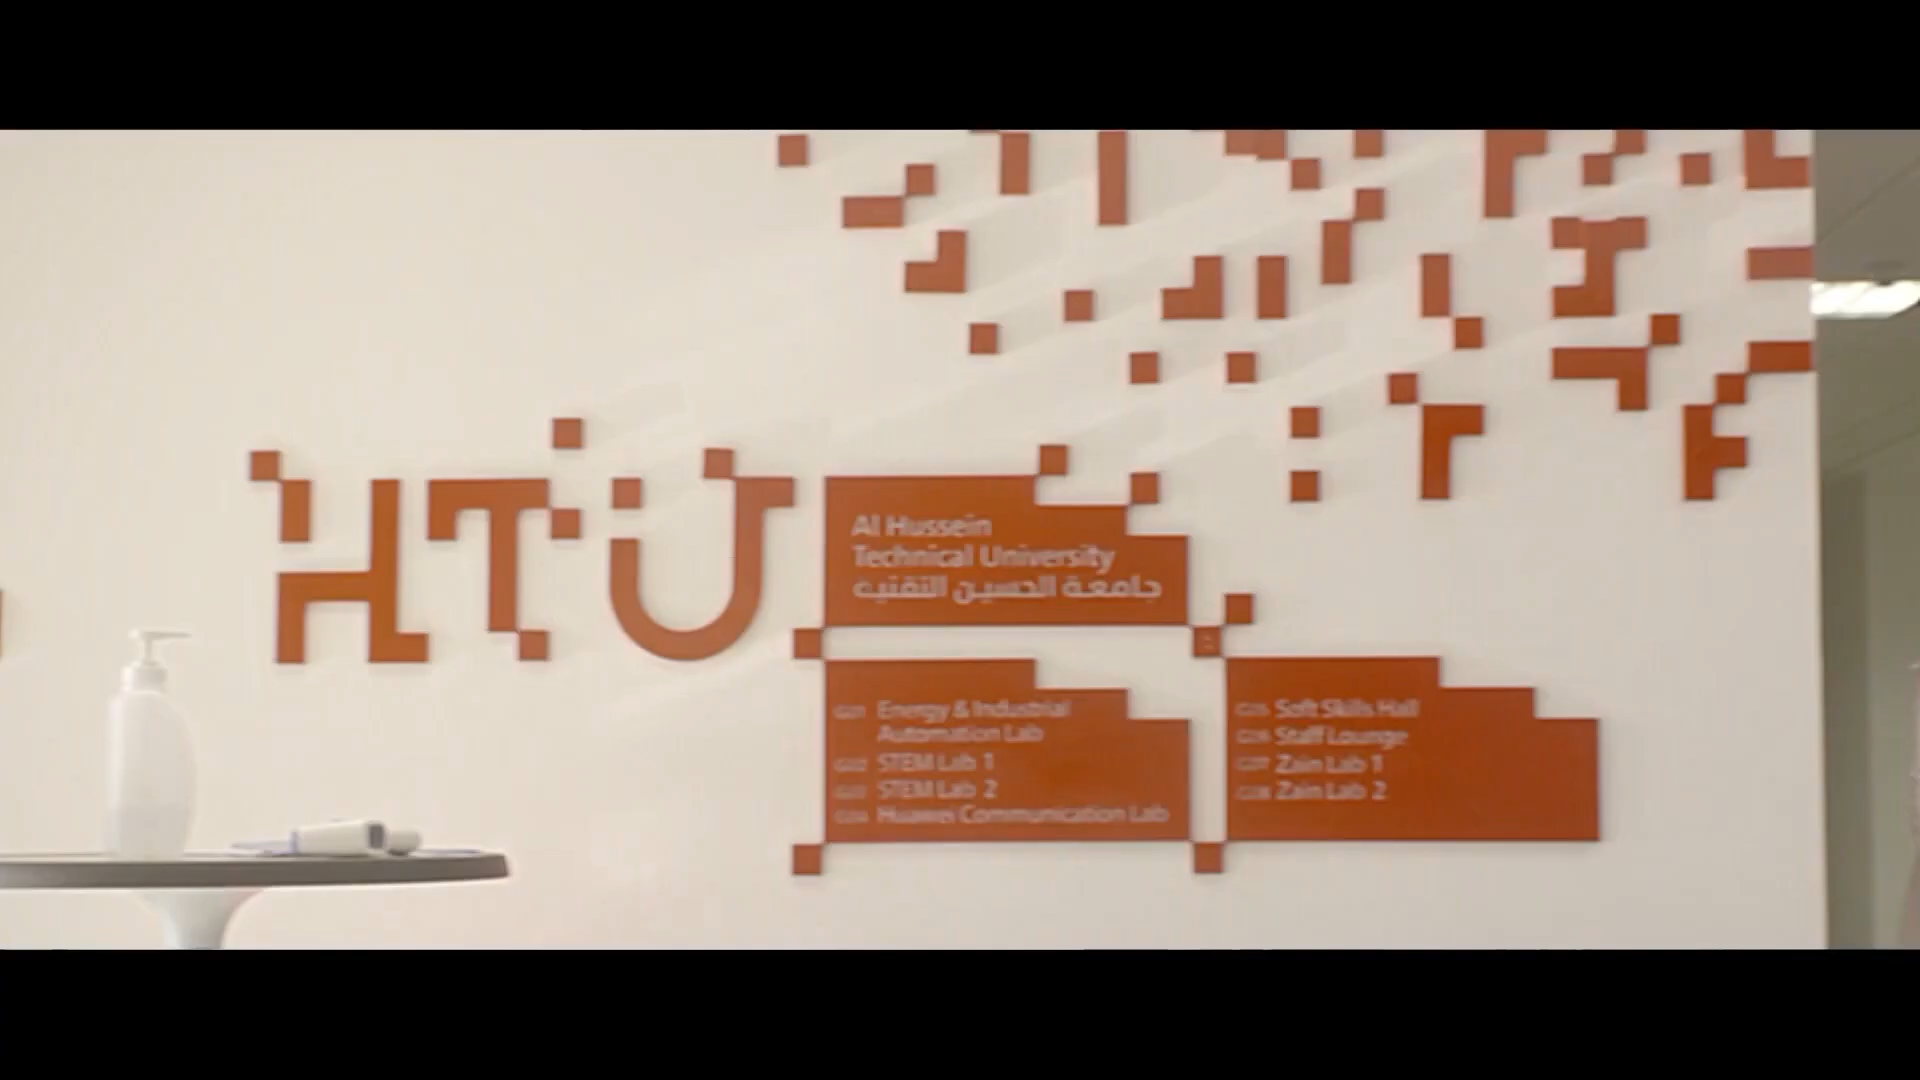 HTU
Al Hussein
Technical University
جامعة الحسين التقنية
Energy & Industrial
Automation Lab
STEM Lab 1
STEM Lab 2
Huawei Communication Lab
Soft Skills Hall
Staff Lounge
Zain Lab 1
Zain Lab 2